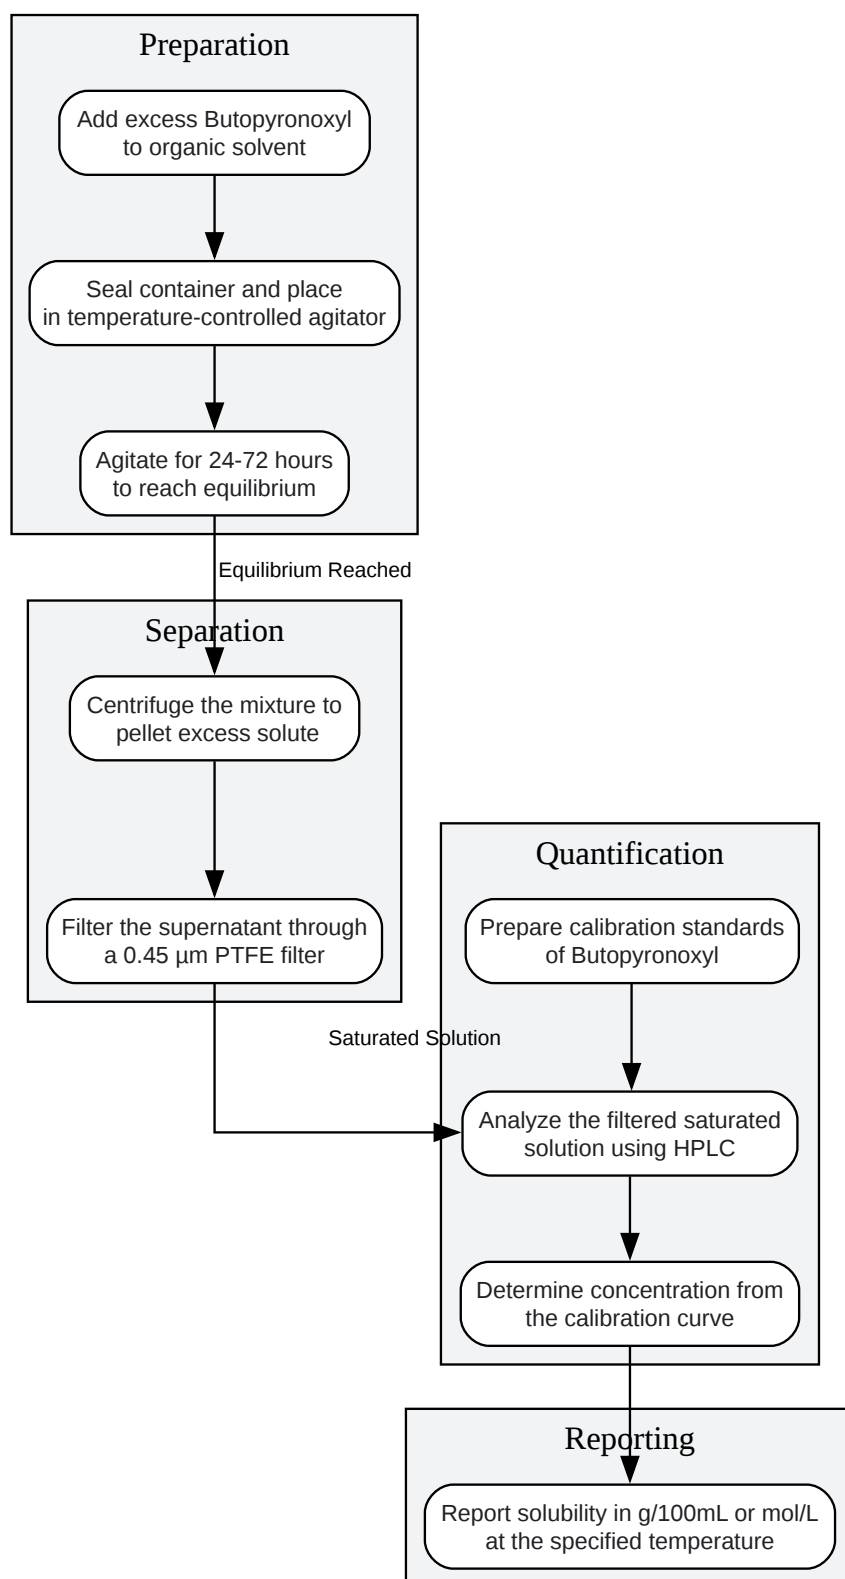 Preparation
Add excess Butopyronoxyl
to organic solvent
Seal container and place
in temperature-controlled agitator
Agitate for 24-72 hours
to reach equilibrium
Equilibrium Reached
Separation
Centrifuge the mixture to
pellet excess solute
Filter the supernatant through
a 0.45 µm PTFE filter
Saturated Solution
Quantification
Prepare calibration standards
of Butopyronoxyl
Analyze the filtered saturated
solution using HPLC
Determine concentration from
the calibration curve
Reporting
Report solubility in g/100mL or mol/L
at the specified temperature